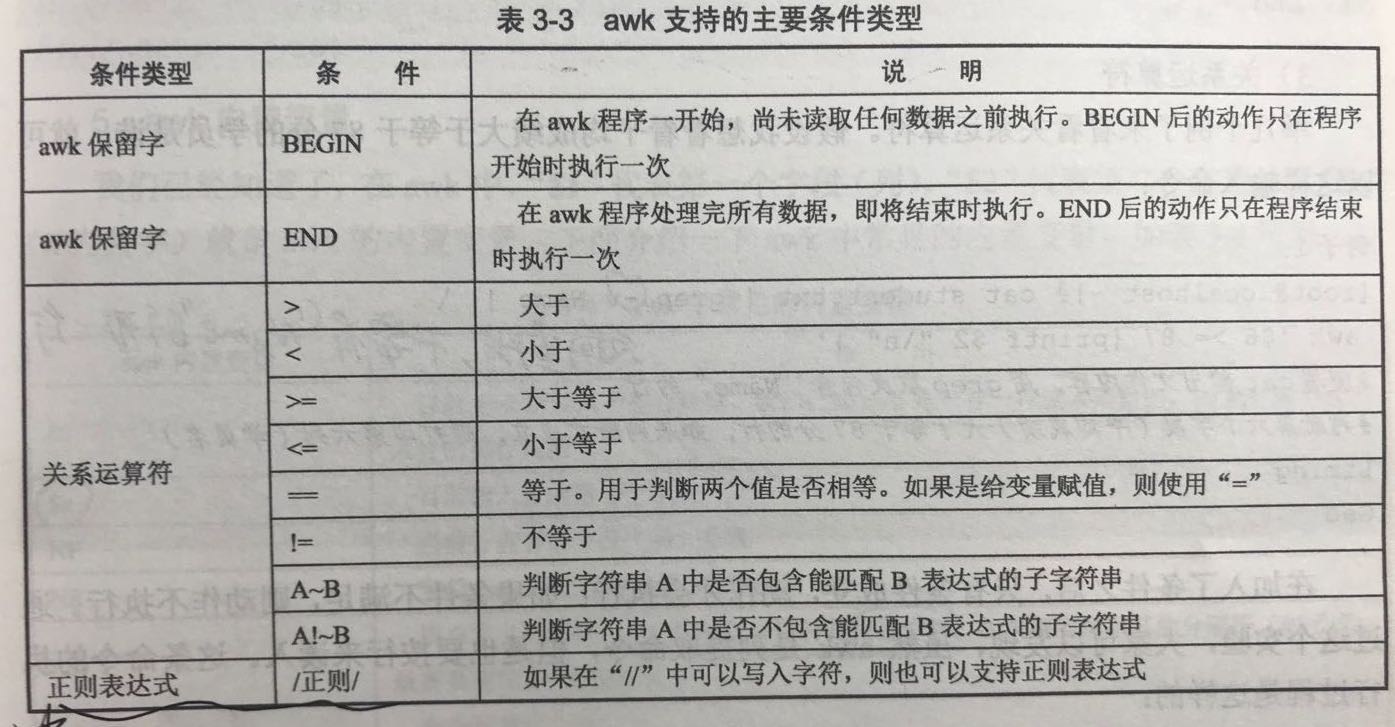 表 3-3 awk 支持的主要条件类型
条件类型 条 件 说 明
awk 保留字 BEGIN 在 awk 程序一开始，尚未读取任何数据之前执行。BEGIN 后的动作只在程序
开始时执行一次
awk 保留字 END 在 awk 程序处理完所有数据，即将结束时执行。END 后的动作只在程序结束
时执行一次
关系运算符
> 大于
< 小于
>= 大于等于
<= 小于等于
== 等于。用于判断两个值是否相等。如果是给变量赋值，则使用“=”
!= 不等于
A~B 判断字符串 A 中是否包含能匹配 B 表达式的子字符串
A!~B 判断字符串 A 中是否不包含能匹配 B 表达式的子字符串
正则表达式 /正则/ 如果在“//”中可以写入字符，则也可以支持正则表达式